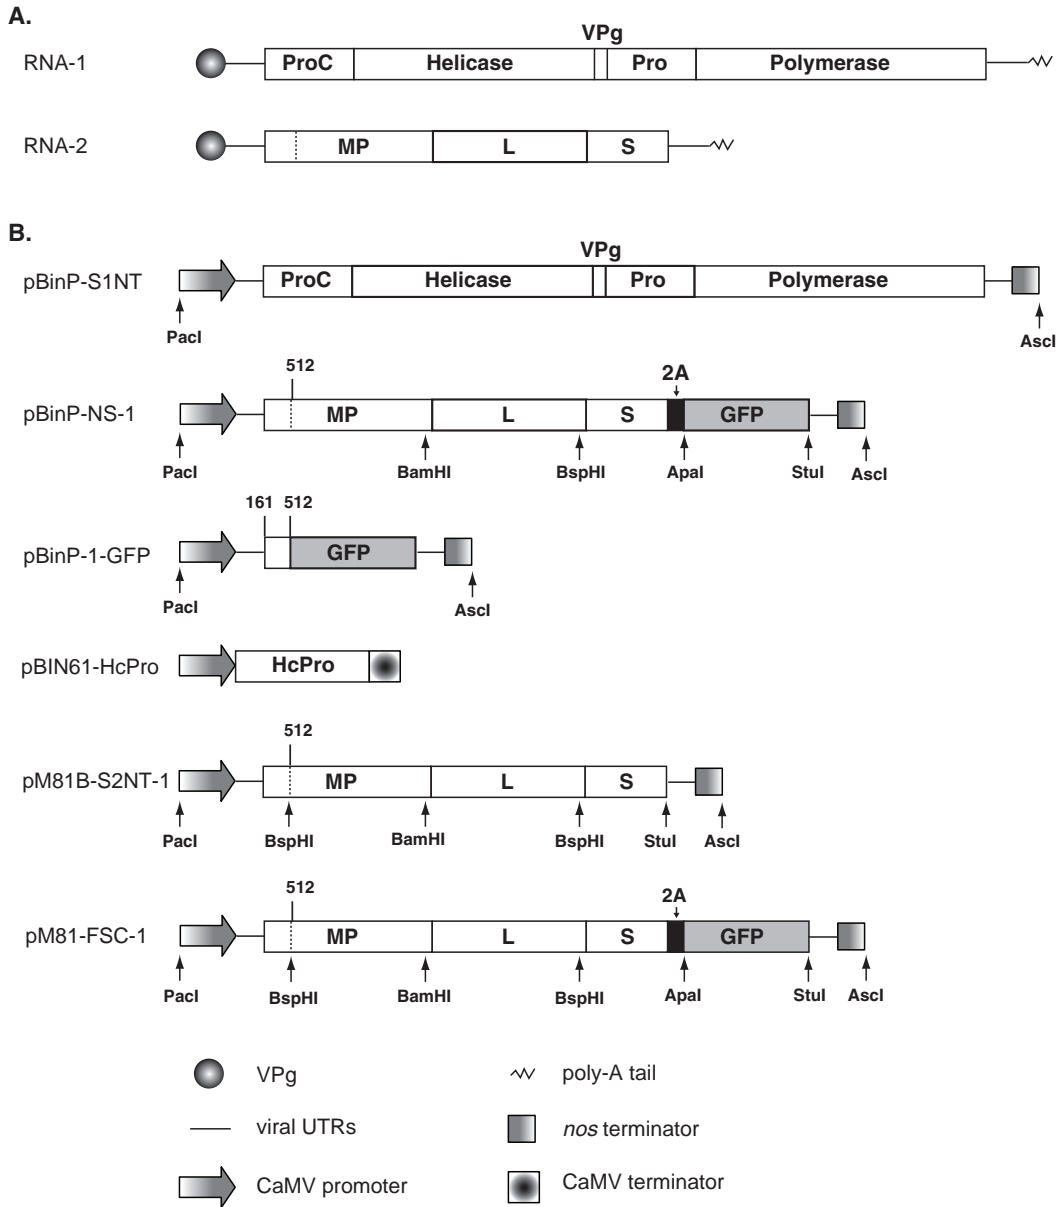 A.
VPg
RNA-1 ProC Helicase Pro Polymerase
RNA-2 MP L S
B.
VPg
pBinP-S1NT ProC Helicase Pro Polymerase
PacI AscI
512 2A
pBinP-NS-1 MP L S GFP
PacI BamHI BspHI ApaI StuI AscI
161 512
pBinP-1-GFP GFP
PacI AscI
pBIN61-HcPro HcPro
512
pM81B-S2NT-1 MP L S
PacI BspHI BamHI BspHI StuI AscI
512 2A
pM81-FSC-1 MP L S GFP
PacI BspHI BamHI BspHI ApaI StuI AscI
VPg poly-A tail
viral UTRs nos terminator
CaMV promoter CaMV terminator